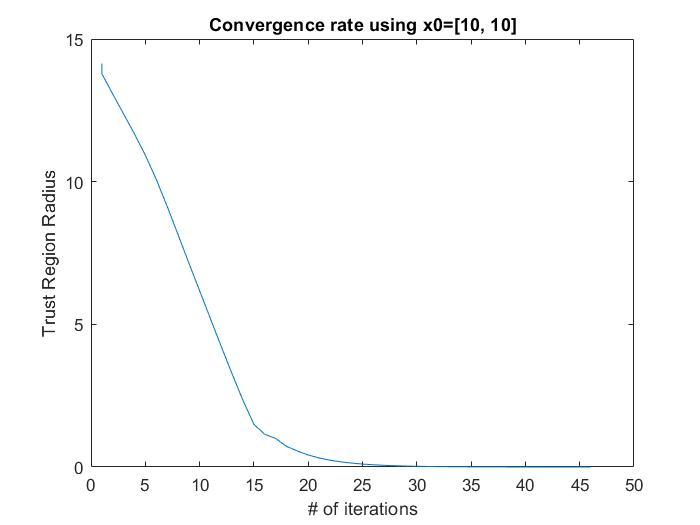 Convergence rate using x0=[10, 10]
15
10
5
0
Trust Region Radius
0 5 10 15 20 25 30 35 40 45 50
# of iterations